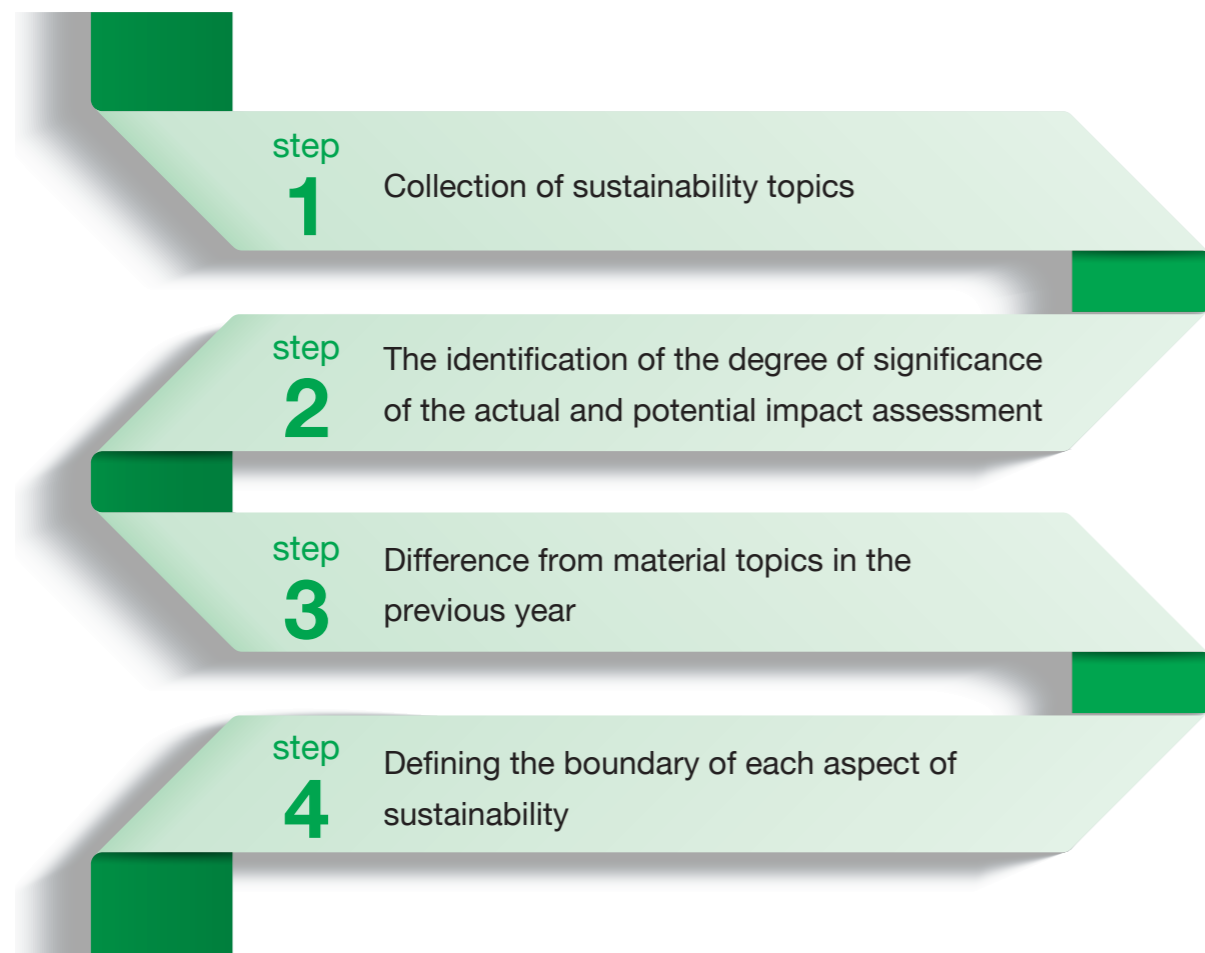 step
1
Collection of sustainability topics
step
2
The identification of the degree of significance
of the actual and potential impact assessment
step
3
Difference from material topics in the
previous year
step
4
Defining the boundary of each aspect of
sustainability